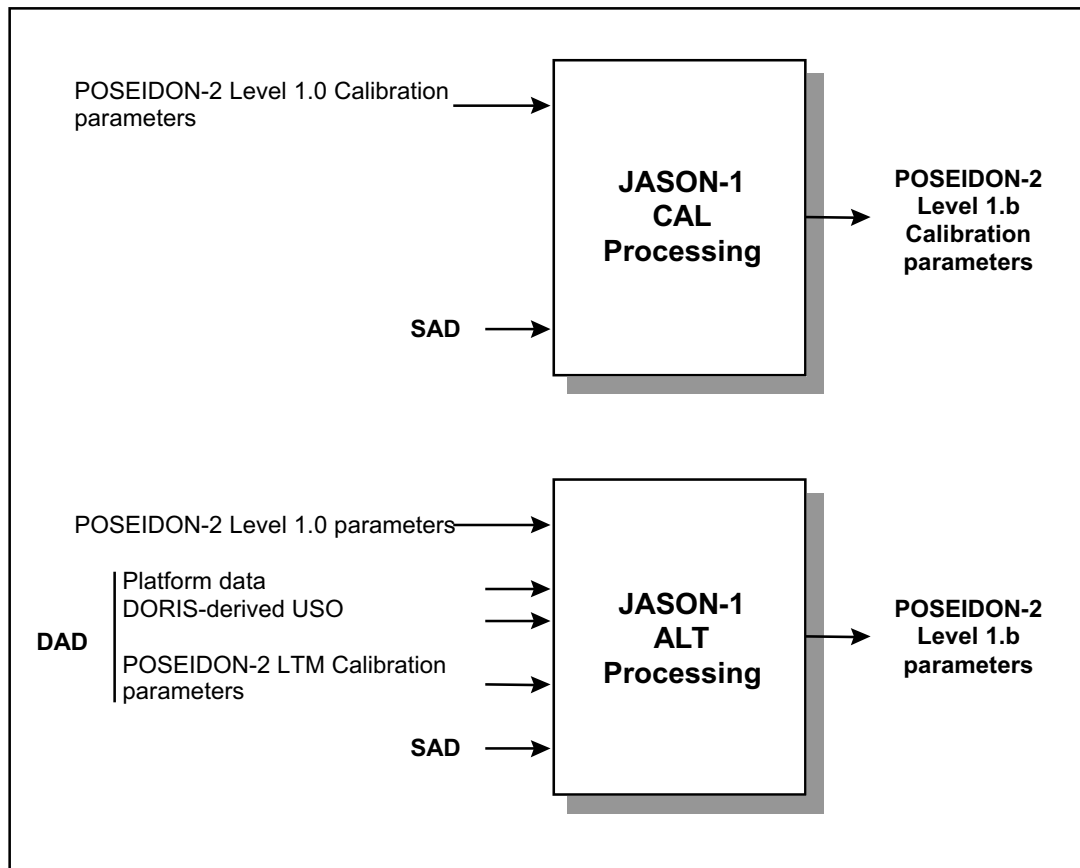 POSEIDON-2 Level 1.0 Calibration
parameters
SAD
JASON-1
CAL
Processing
POSEIDON-2
Level 1.b
Calibration
parameters
POSEIDON-2 Level 1.0 parameters
DAD
Platform data
DORIS-derived USO
POSEIDON-2 LTM Calibration
parameters
SAD
JASON-1
ALT
Processing
POSEIDON-2
Level 1.b
parameters